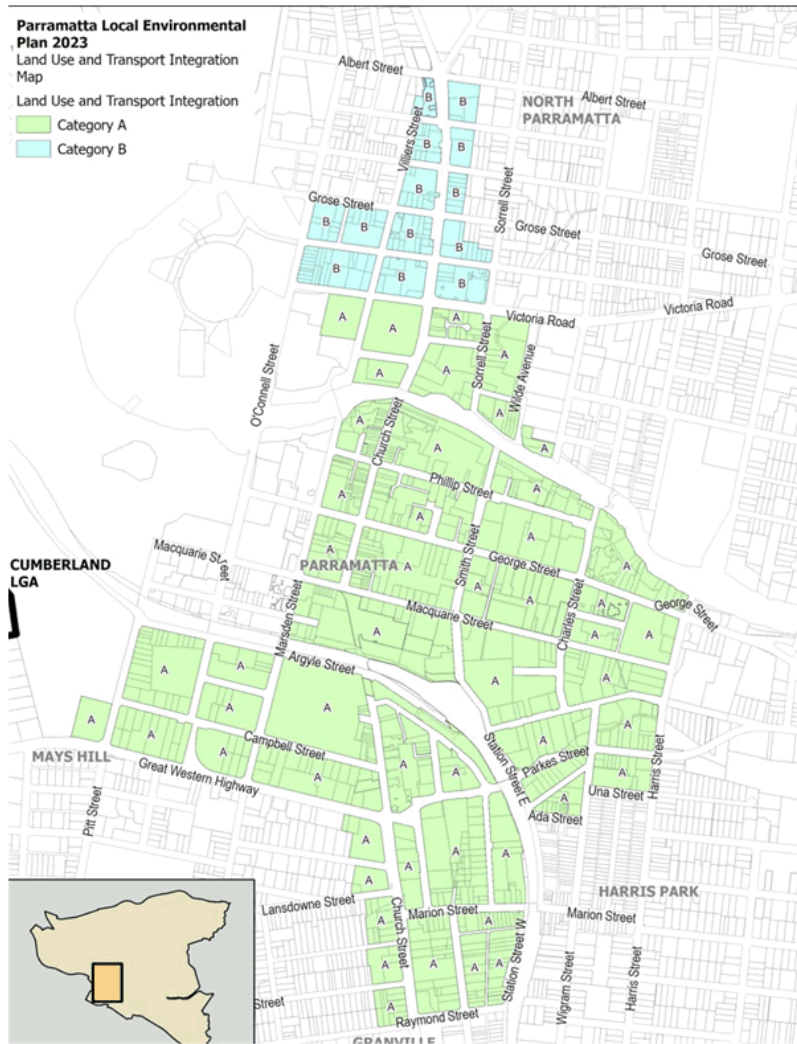 Parramatta Local Environmental
Plan 2023
Land Use and Transport Integration
Map
Land Use and Transport Integration
Category A
Category B
Albert Street
Albert Street
NORTH
PARRAMATTA
B
B
Villiers Street
B
B
B
B
Sorrell Street
Grose Street
B
B
B
B
Grose Street
Grose Street
B
B
B
Victoria Road
Victoria Road
A
A
A
A
A
Sorrell Street
Wilde Avenue
O'Connell Street
A
A
A
Church Street
A
A
A
Phillip Street
A
A
A
A
Smith Street
A
A
George Street
A
A
A
Macquarie Street
CUMBERLAND
LGA
PARRAMATTA
Marsden Street
Macquarie Street
Charles Street
A
George Street
A
A
A
Argyle Street
A
A
A
A
A
A
A
A
A
Campbell Street
Station Street E
Parkes Street
A
Harris Street
A
MAYS HILL
A
A
A
Great Western Highway
A
A
A
A
Una Street
Ada Street
Pitt Street
A
A
A
A
A
HARRIS PARK
Lansdowne Street
Church Street
Marion Street
Marion Street
A
A
Station Street W
Wigram Street
Harris Street
A
A
A
A
Street
A
Raymond Street
GRANVILLE